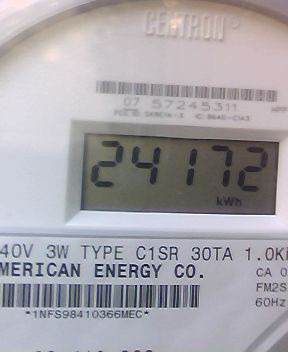 CENTRON®
07 57245311
24172
kWh
40V 3W TYPE C1SR 30TA 1.0K
MERICAN ENERGY CO.
CA 0
FM2S
60Hz
*1NFS98410366MEC*